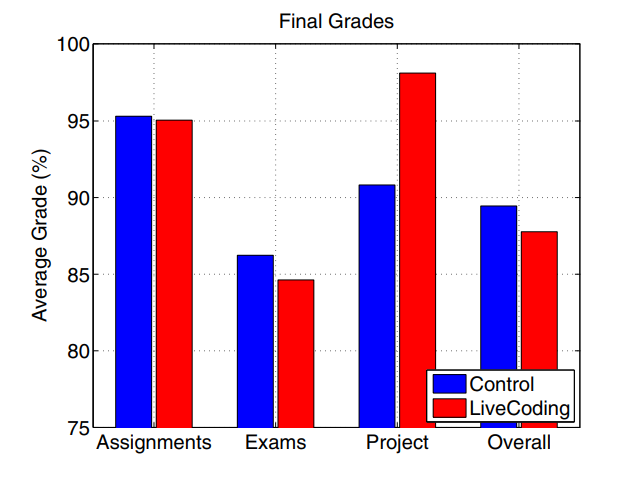 Final Grades
Average Grade (%)
100
95
90
85
80
75
Assignments Exams Project Overall
Control
LiveCoding